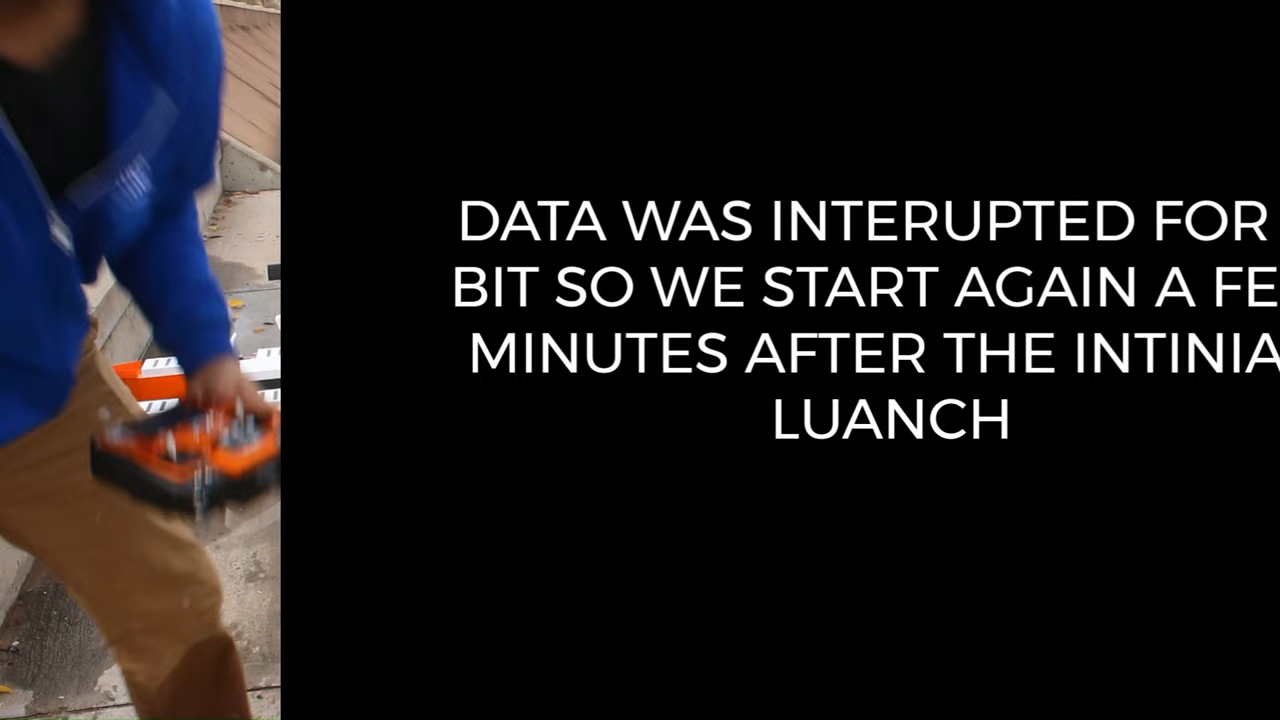 DATA WAS INTERUPTED FOR
BIT SO WE START AGAIN A FE
MINUTES AFTER THE INTINIA
LUANCH